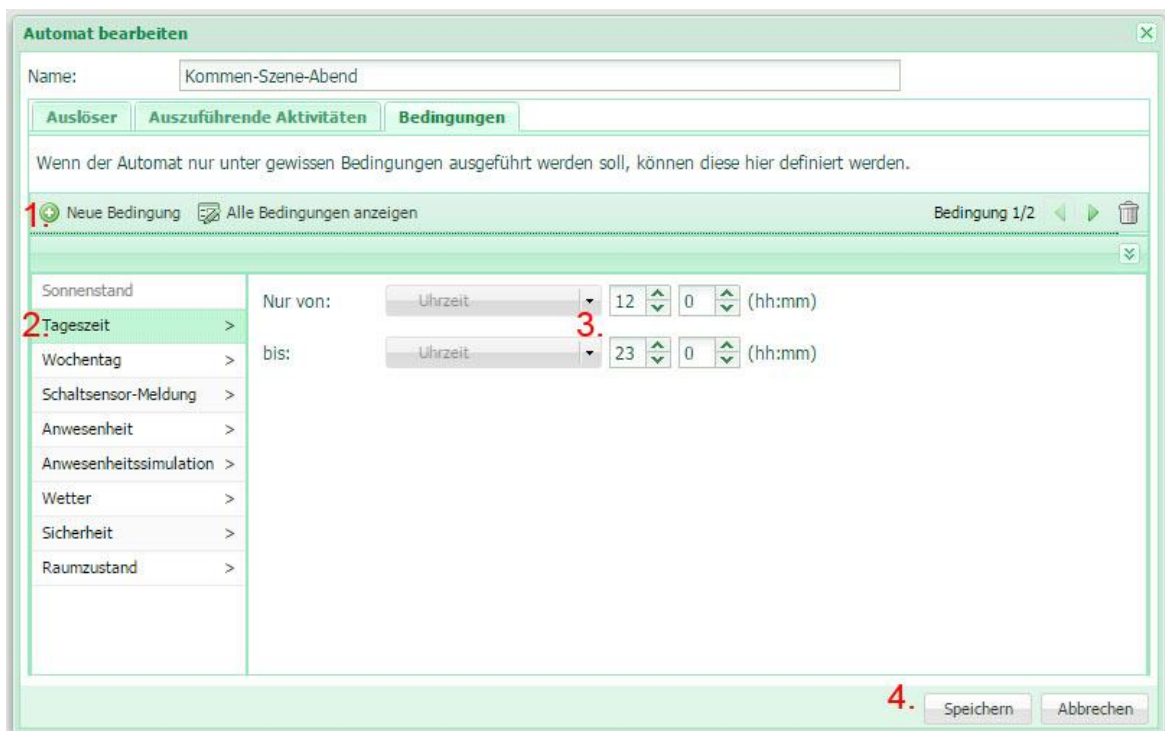 Automat bearbeiten
Name: Kommen-Szene-Abend
Auslöser Auszuführende Aktivitäten Bedingungen
Wenn der Automat nur unter gewissen Bedingungen ausgeführt werden soll, können diese hier definiert werden.
1. Neue Bedingung Alle Bedingungen anzeigen Bedingung 1/2
Sonnenstand
2. Tageszeit >
Wochentag >
Schaltsensor-Meldung >
Anwesenheit >
Anwesenheitssimulation >
Wetter >
Sicherheit >
Raumzustand >
Nur von: Uhrzeit 12 0 (hh:mm)
3.
bis: Uhrzeit 23 0 (hh:mm)
4. Speichern Abbrechen